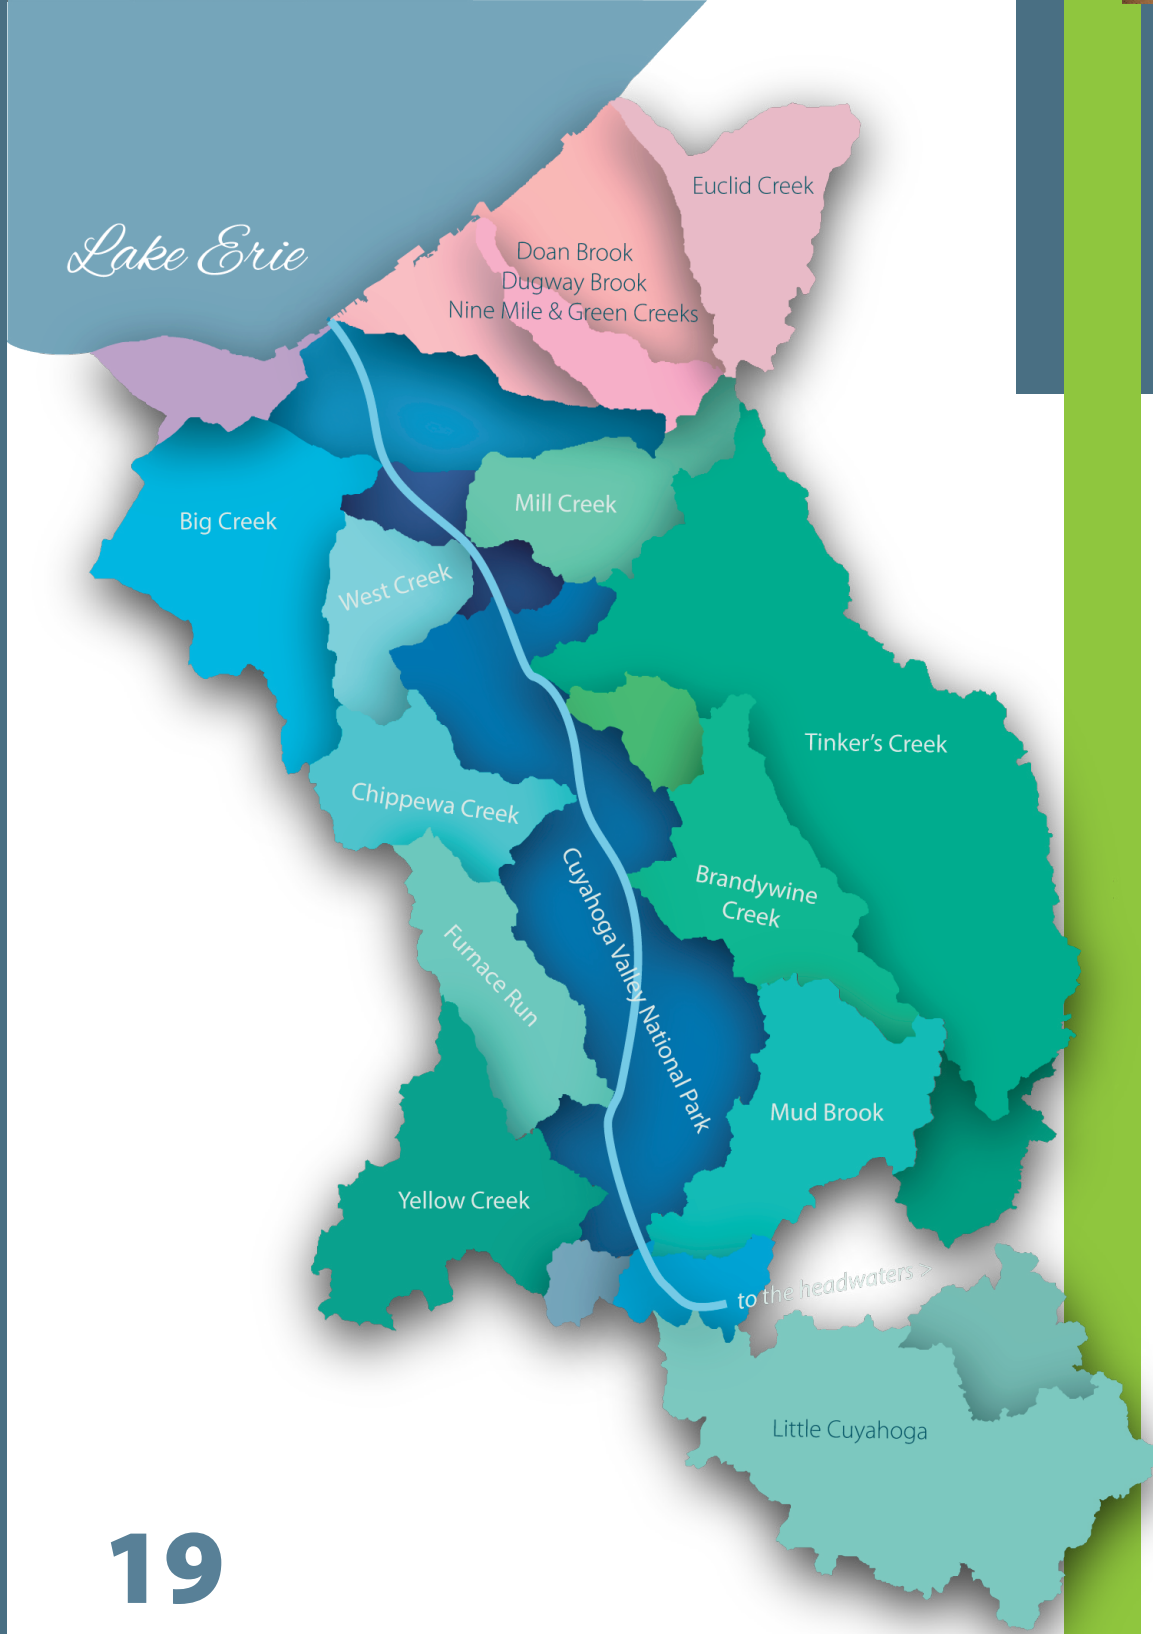 Euclid Creek
Lake Erie
Doan Brook
Dugway Brook
Nine Mile & Green Creeks
Mill Creek
Big Creek
West Creek
Tinker’s Creek
Chippewa Creek
Brandywine
Creek
Cuyahoga Valley National Park
Furnace Run
Mud Brook
Yellow Creek
to the headwaters >
Little Cuyahoga
19